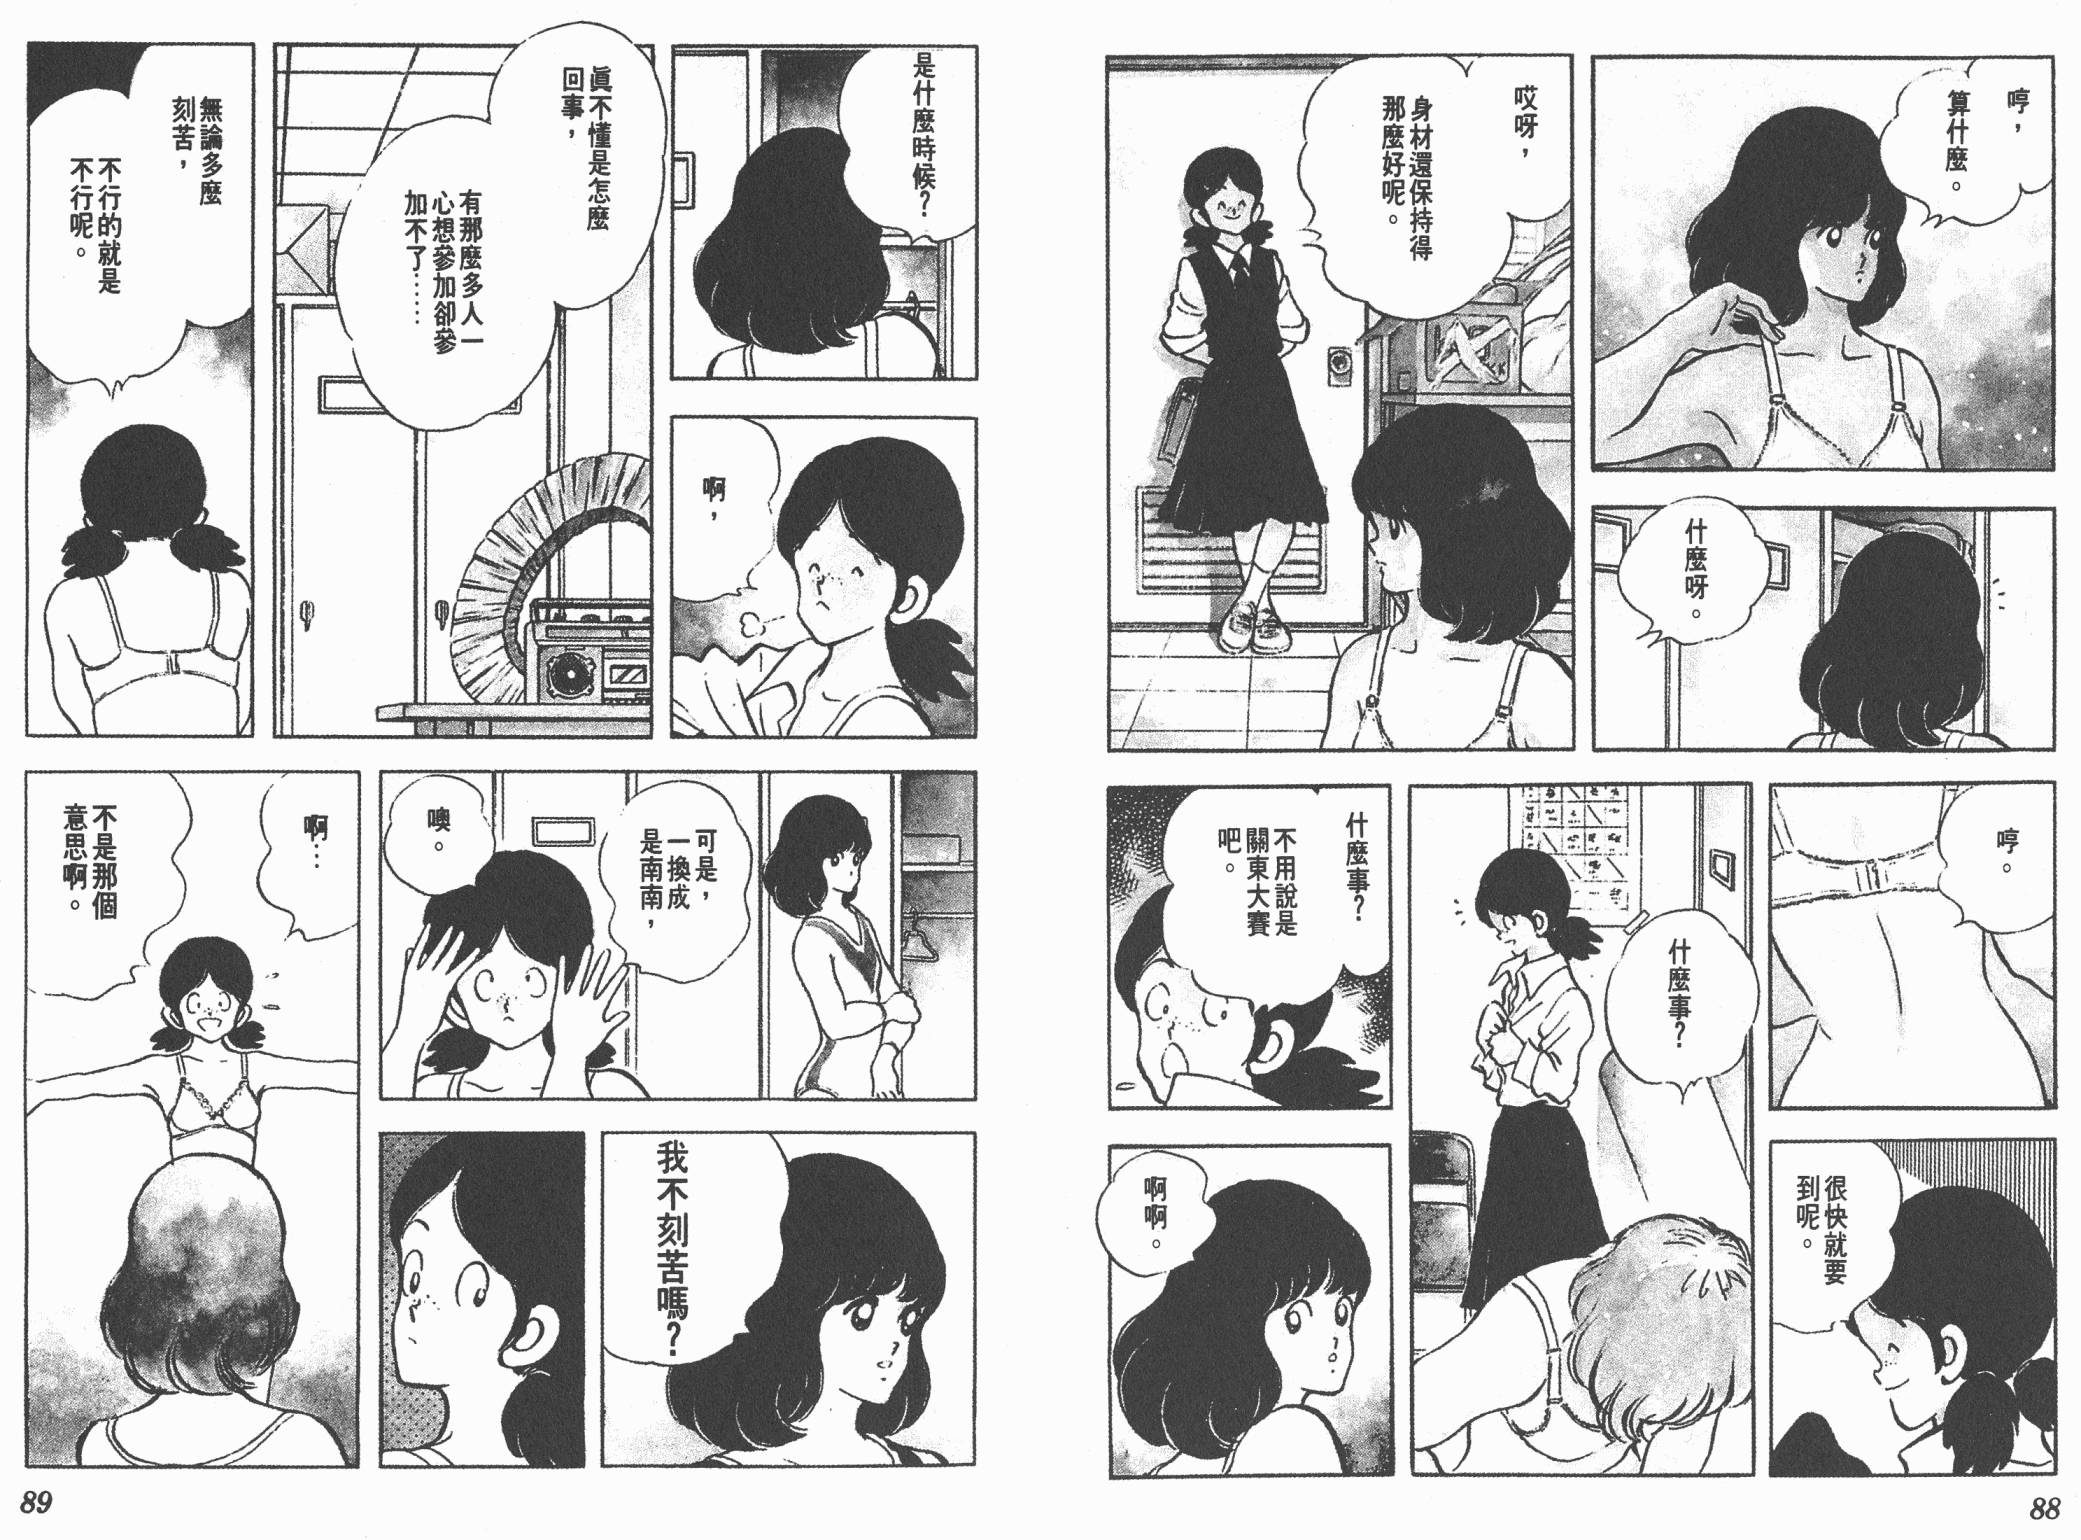 哼，
算什麼。
什麼呀。
哎呀，
身材還保持得
那麼好呢。
哼。
很快就要
到呢。
什麼事？
什麼事？
不用說是
關東大賽
吧。
啊啊。
88
是什麼時候？
啊，
眞不懂是怎麼
回事，
有那麼多人一
心想參加卻參
加不了……
無論多麼
刻苦，
不行的就是
不行呢。
可是，
一換成
是南南，
噢。
我不刻苦嗎？
啊…
不是那個
意思啊。
89